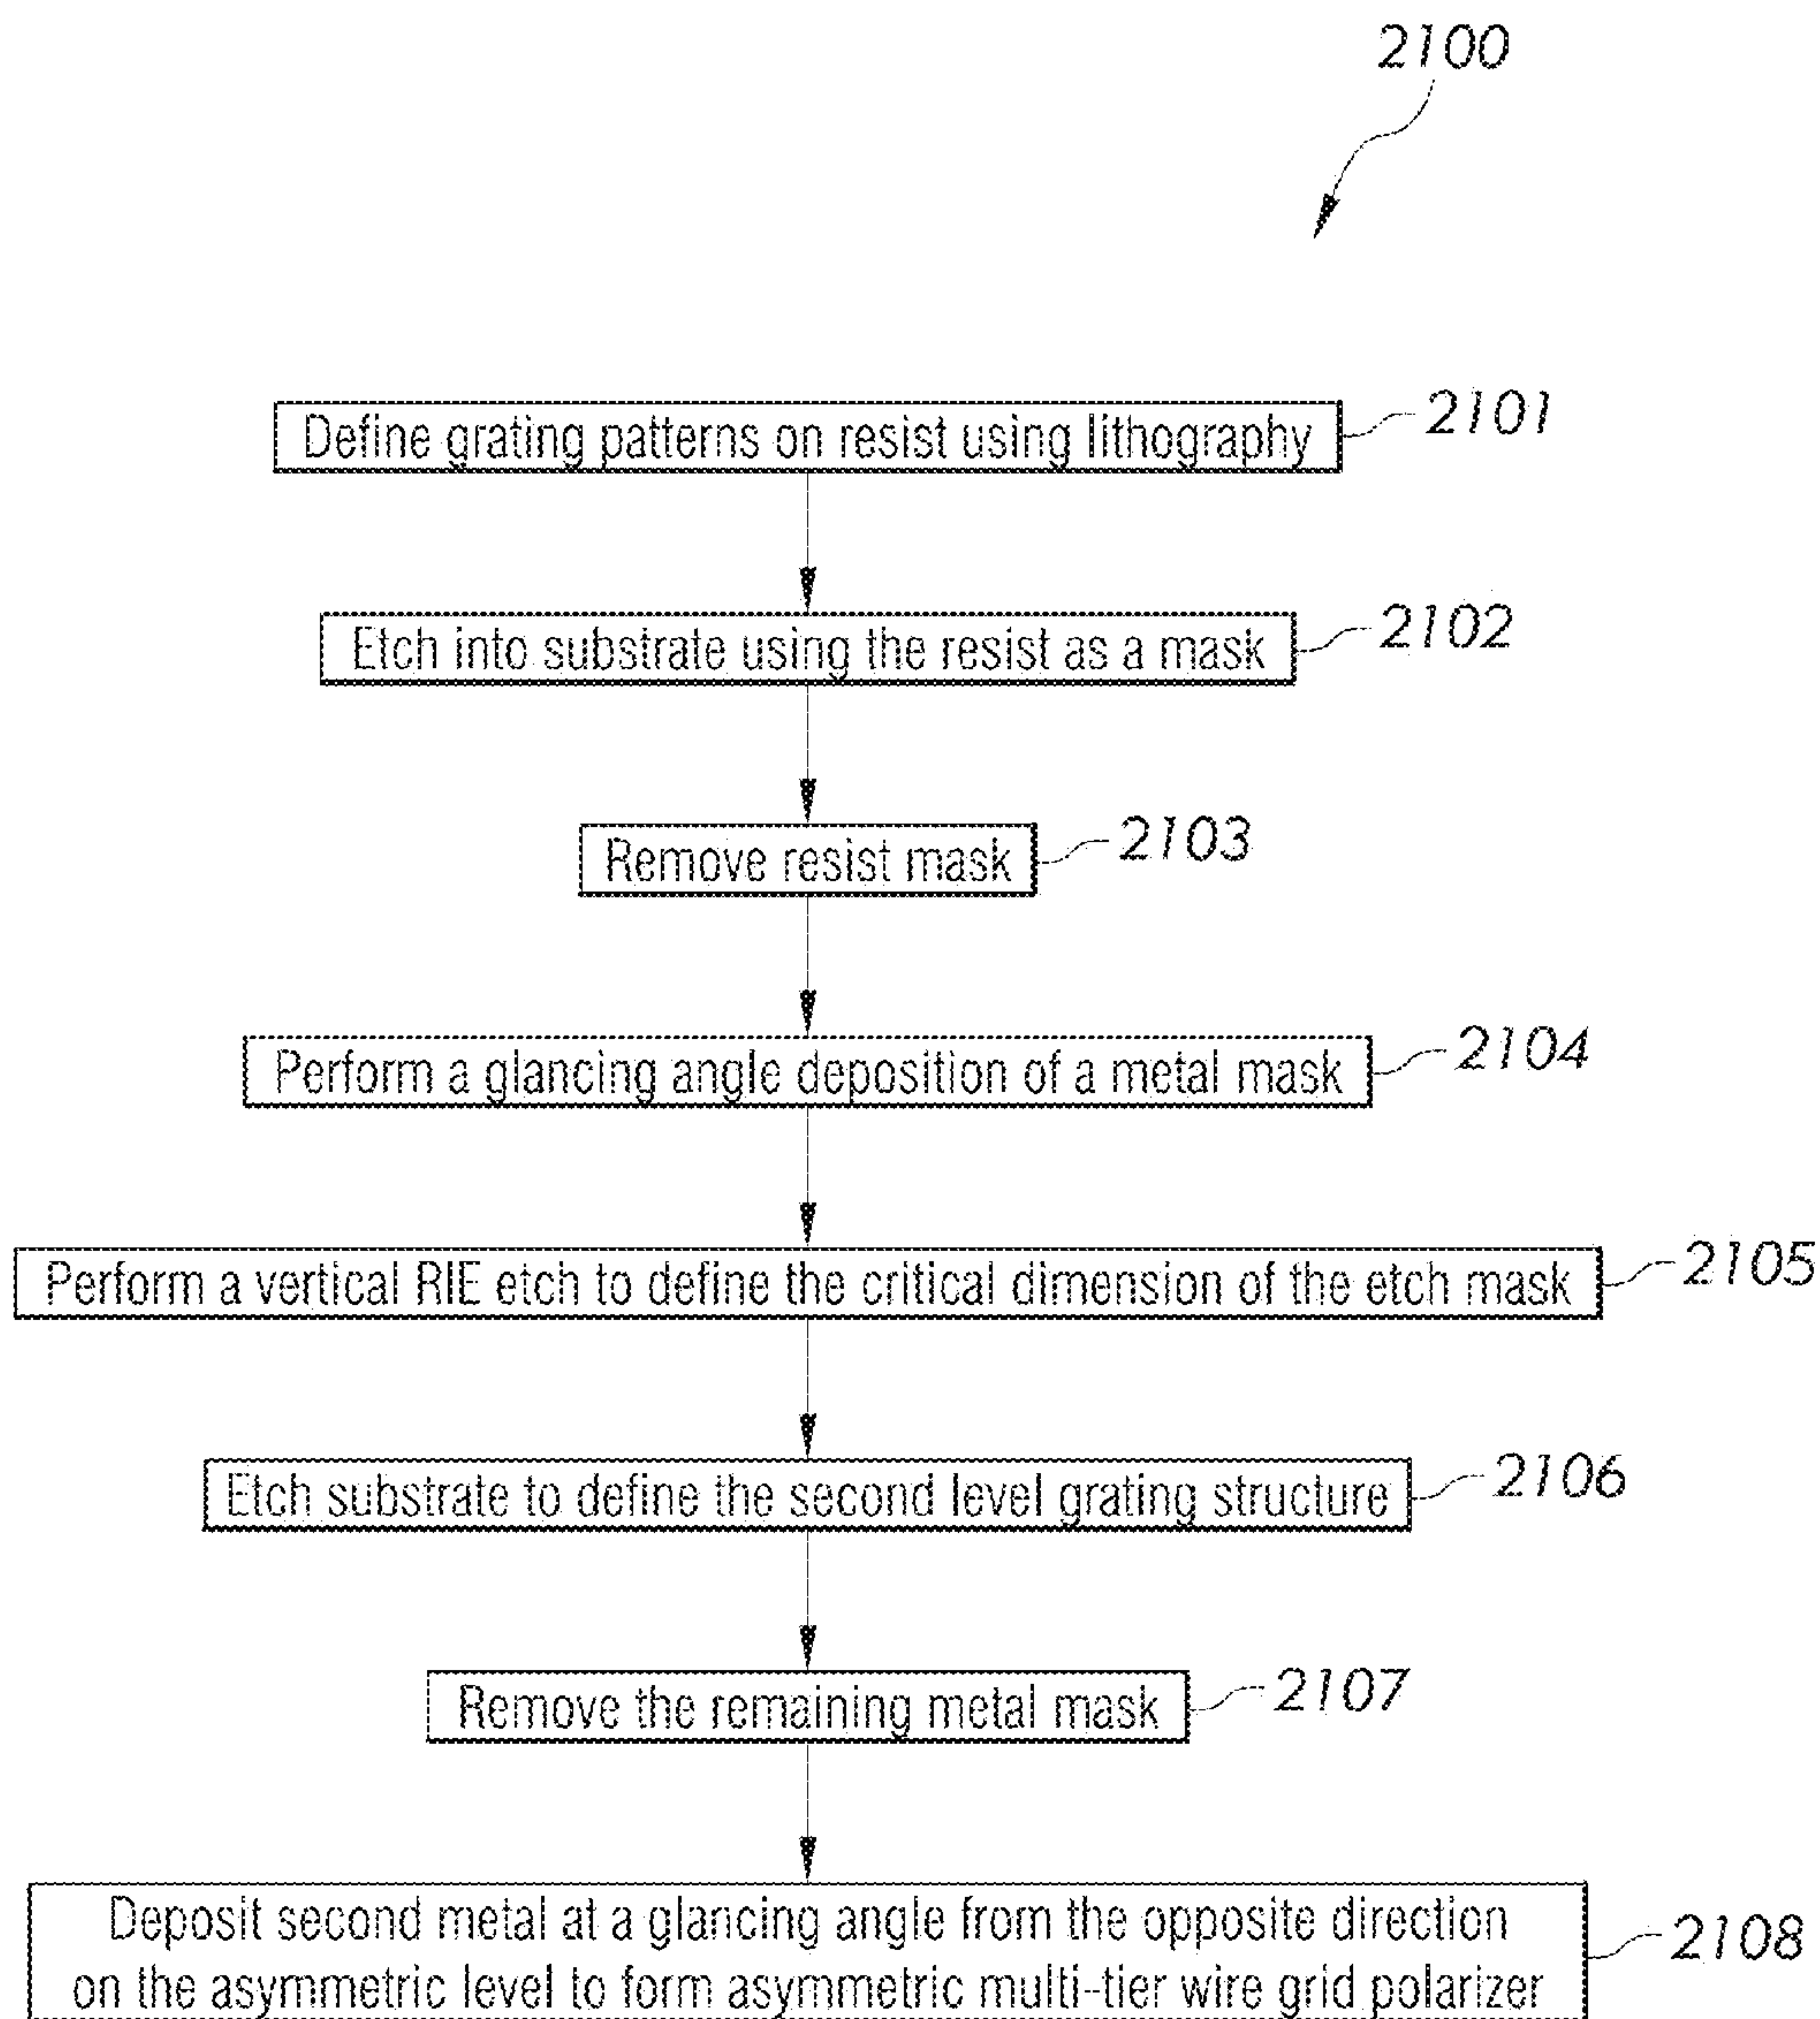 2100
Define grating patterns on resist using lithography
2101
Etch into substrate using the resist as a mask
2102
Remove resist mask
2103
Perform a glancing angle deposition of a metal mask
2104
Perform a vertical RIE etch to define the critical dimension of the etch mask
2105
Etch substrate to define the second level grating structure
2106
Remove the remaining metal mask
2107
Deposit second metal at a glancing angle from the opposite direction
on the asymmetric level to form asymmetric multi-tier wire grid polarizer
2108